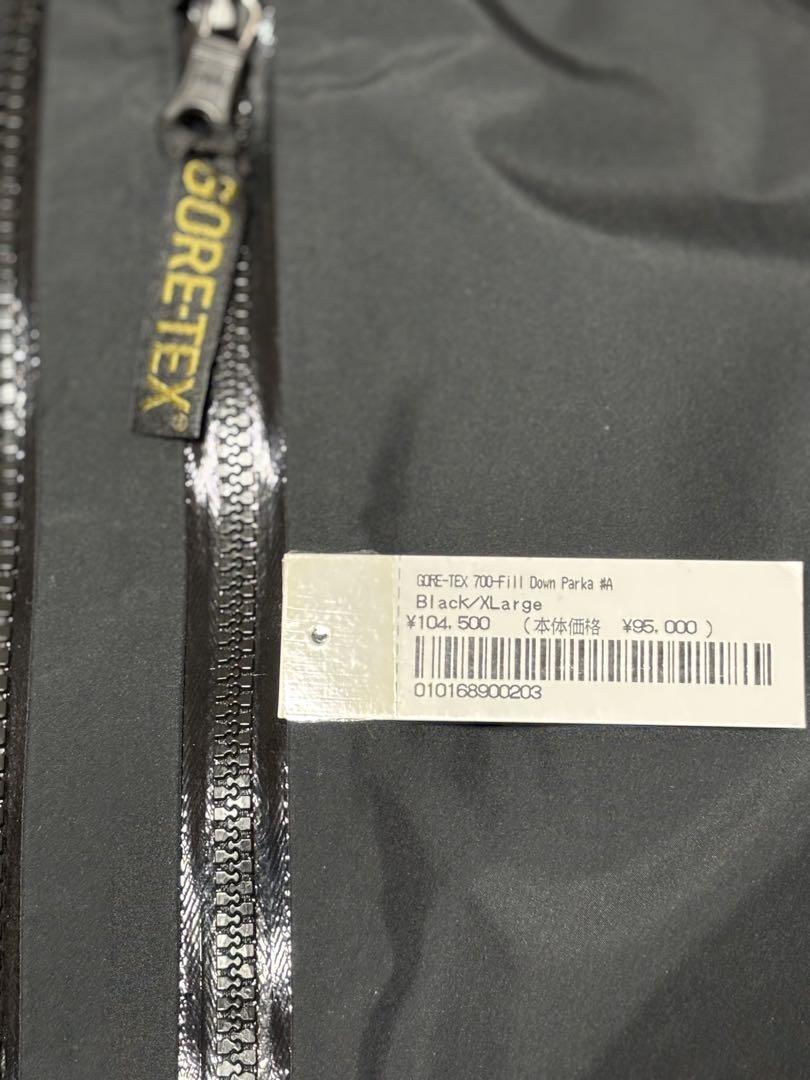 GORE-TEX®
GORE-TEX 700-Fill Down Parka #A
Black/XLarge
¥104,500 (本体価格 ¥95,000)
010168900203